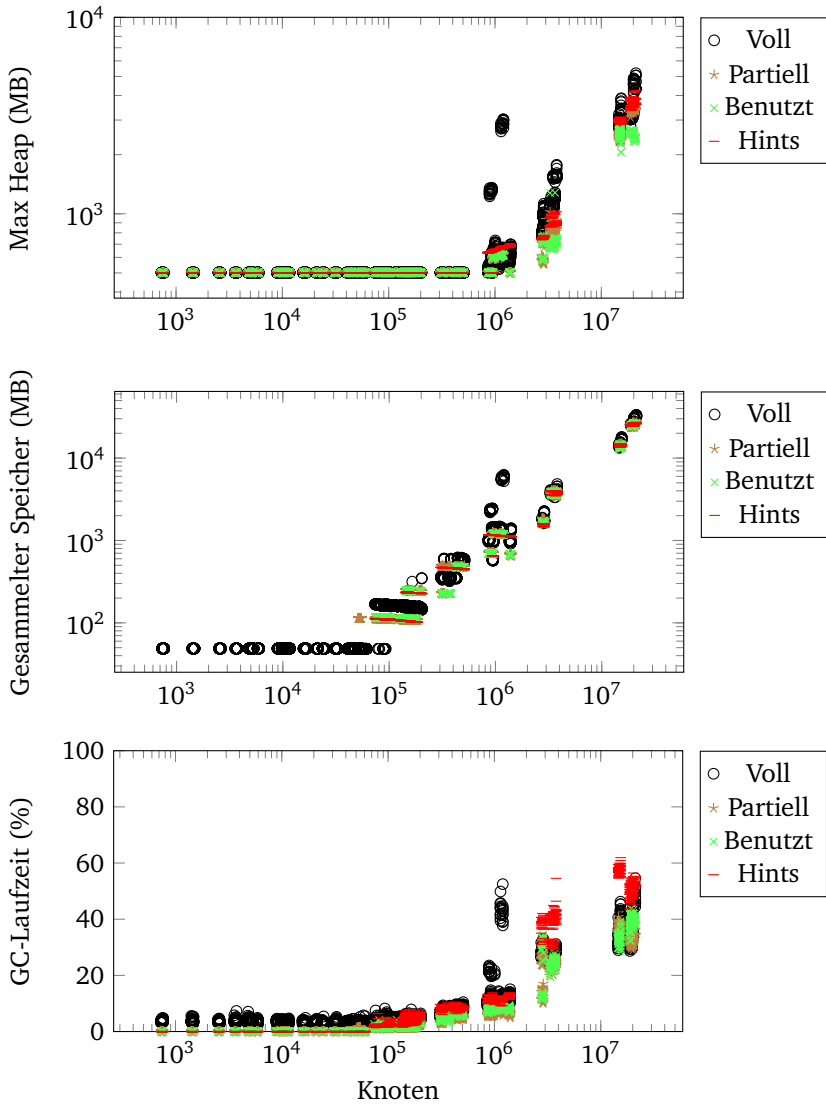 10^4
10^3
Max Heap (MB)
10^3 10^4 10^5 10^6 10^7
Voll
Partiell
Benutzt
Hints
10^4
10^3
10^2
Gesammelter Speicher (MB)
10^3 10^4 10^5 10^6 10^7
Voll
Partiell
Benutzt
Hints
100
80
60
40
20
0
GC-Laufzeit (%)
10^3 10^4 10^5 10^6 10^7
Knoten
Voll
Partiell
Benutzt
Hints